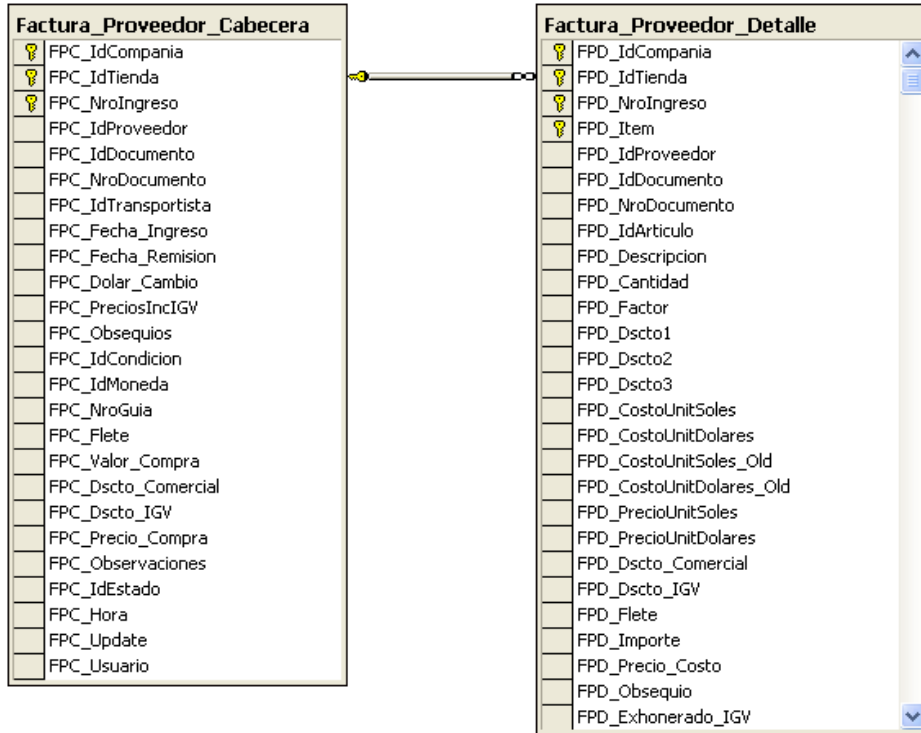 Factura_Proveedor_Cabecera
FPC_IdCompania
FPC_IdTienda
FPC_NroIngreso
FPC_IdProveedor
FPC_IdDocumento
FPC_NroDocumento
FPC_IdTransportista
FPC_Fecha_Ingreso
FPC_Fecha_Remision
FPC_Dolar_Cambio
FPC_PreciosIncIGV
FPC_Obsequios
FPC_IdCondicion
FPC_IdMoneda
FPC_NroGuia
FPC_Flete
FPC_Valor_Compra
FPC_Dscto_Comercial
FPC_Dscto_IGV
FPC_Precio_Compra
FPC_Observaciones
FPC_IdEstado
FPC_Hora
FPC_Update
FPC_Usuario
Factura_Proveedor_Detalle
FPD_IdCompania
FPD_IdTienda
FPD_NroIngreso
FPD_Item
FPD_IdProveedor
FPD_IdDocumento
FPD_NroDocumento
FPD_IdArticulo
FPD_Descripcion
FPD_Cantidad
FPD_Factor
FPD_Dscto1
FPD_Dscto2
FPD_Dscto3
FPD_CostoUnitSoles
FPD_CostoUnitDolares
FPD_CostoUnitSoles_Old
FPD_CostoUnitDolares_Old
FPD_PrecioUnitSoles
FPD_PrecioUnitDolares
FPD_Dscto_Comercial
FPD_Dscto_IGV
FPD_Flete
FPD_Importe
FPD_Precio_Costo
FPD_Obsequio
FPD_Exhonerado_IGV